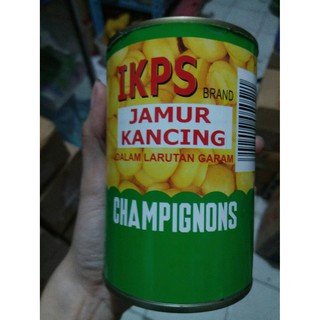 IKPS BRAND
JAMUR
KANCING
DALAM LARUTAN GARAM
CHAMPIGNONS